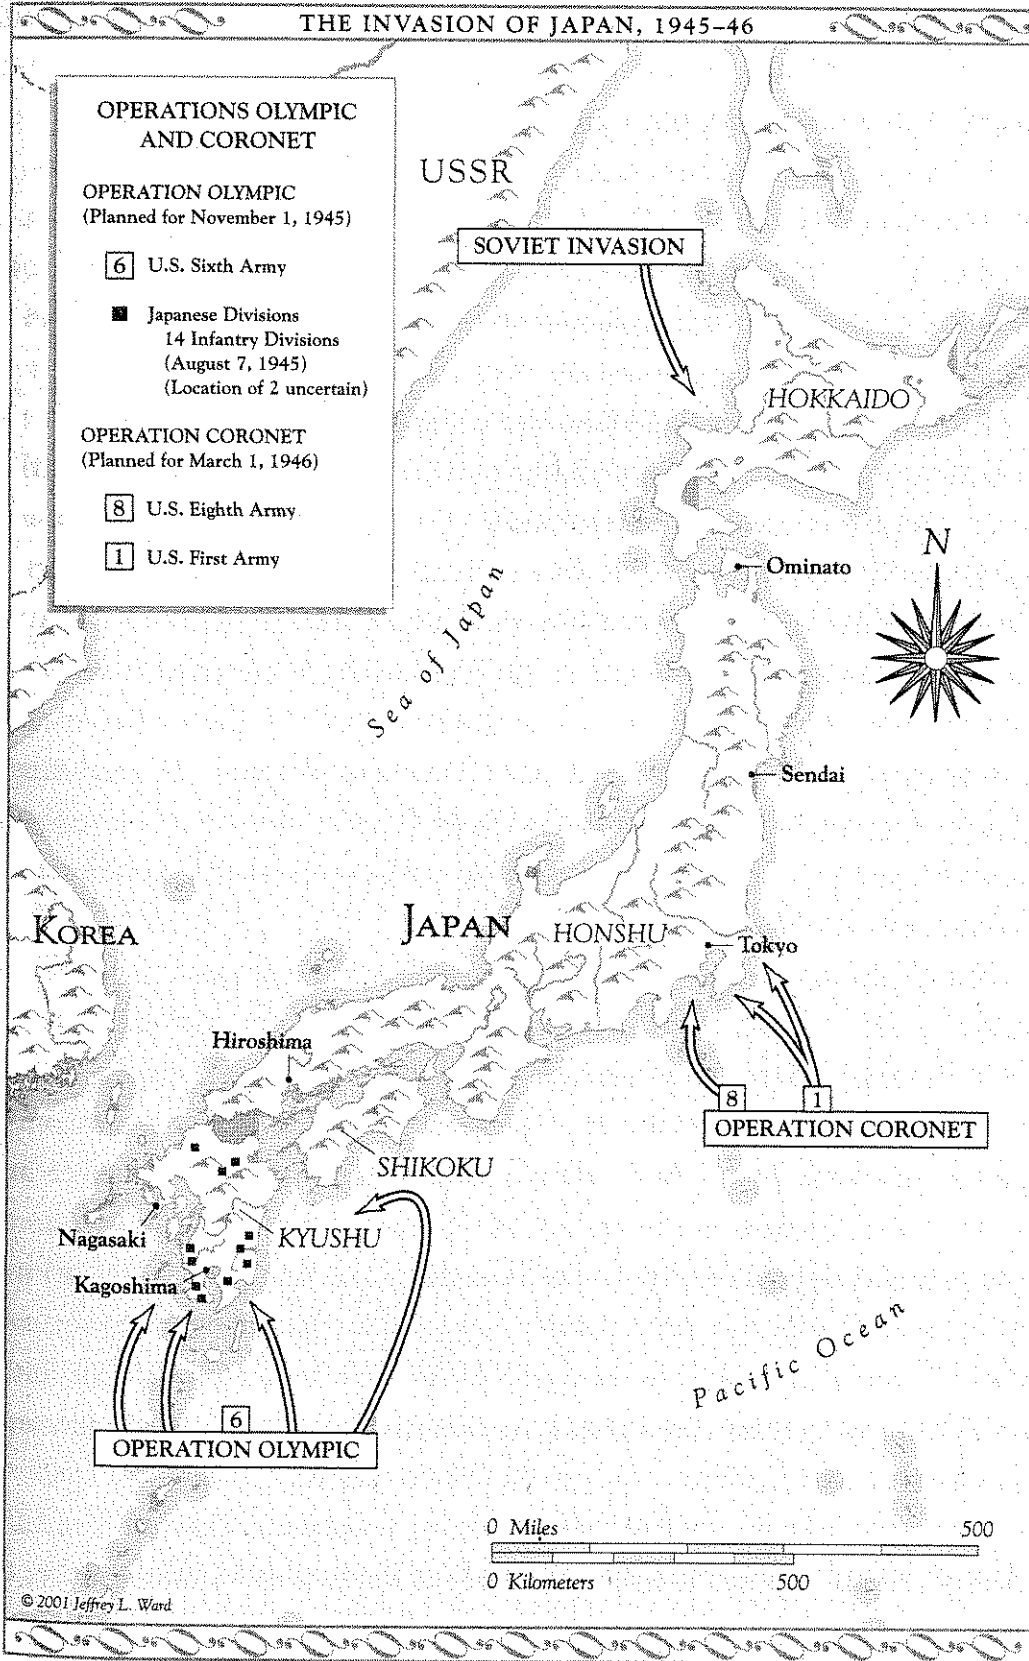 THE INVASION OF JAPAN, 1945–46
OPERATIONS OLYMPIC
AND CORONET
OPERATION OLYMPIC
(Planned for November 1, 1945)
6 U.S. Sixth Army
Japanese Divisions
14 Infantry Divisions
(August 7, 1945)
(Location of 2 uncertain)
OPERATION CORONET
(Planned for March 1, 1946)
8 U.S. Eighth Army
1 U.S. First Army
USSR
SOVIET INVASION
HOKKAIDO
N
Ominato
Sea of Japan
Sendai
KOREA
JAPAN
HONSHU
Tokyo
Hiroshima
8
1
OPERATION CORONET
SHIKOKU
Nagasaki
KYUSHU
Kagoshima
Pacific Ocean
6
OPERATION OLYMPIC
0 Miles 500
0 Kilometers 500
© 2001 Jeffrey L. Ward